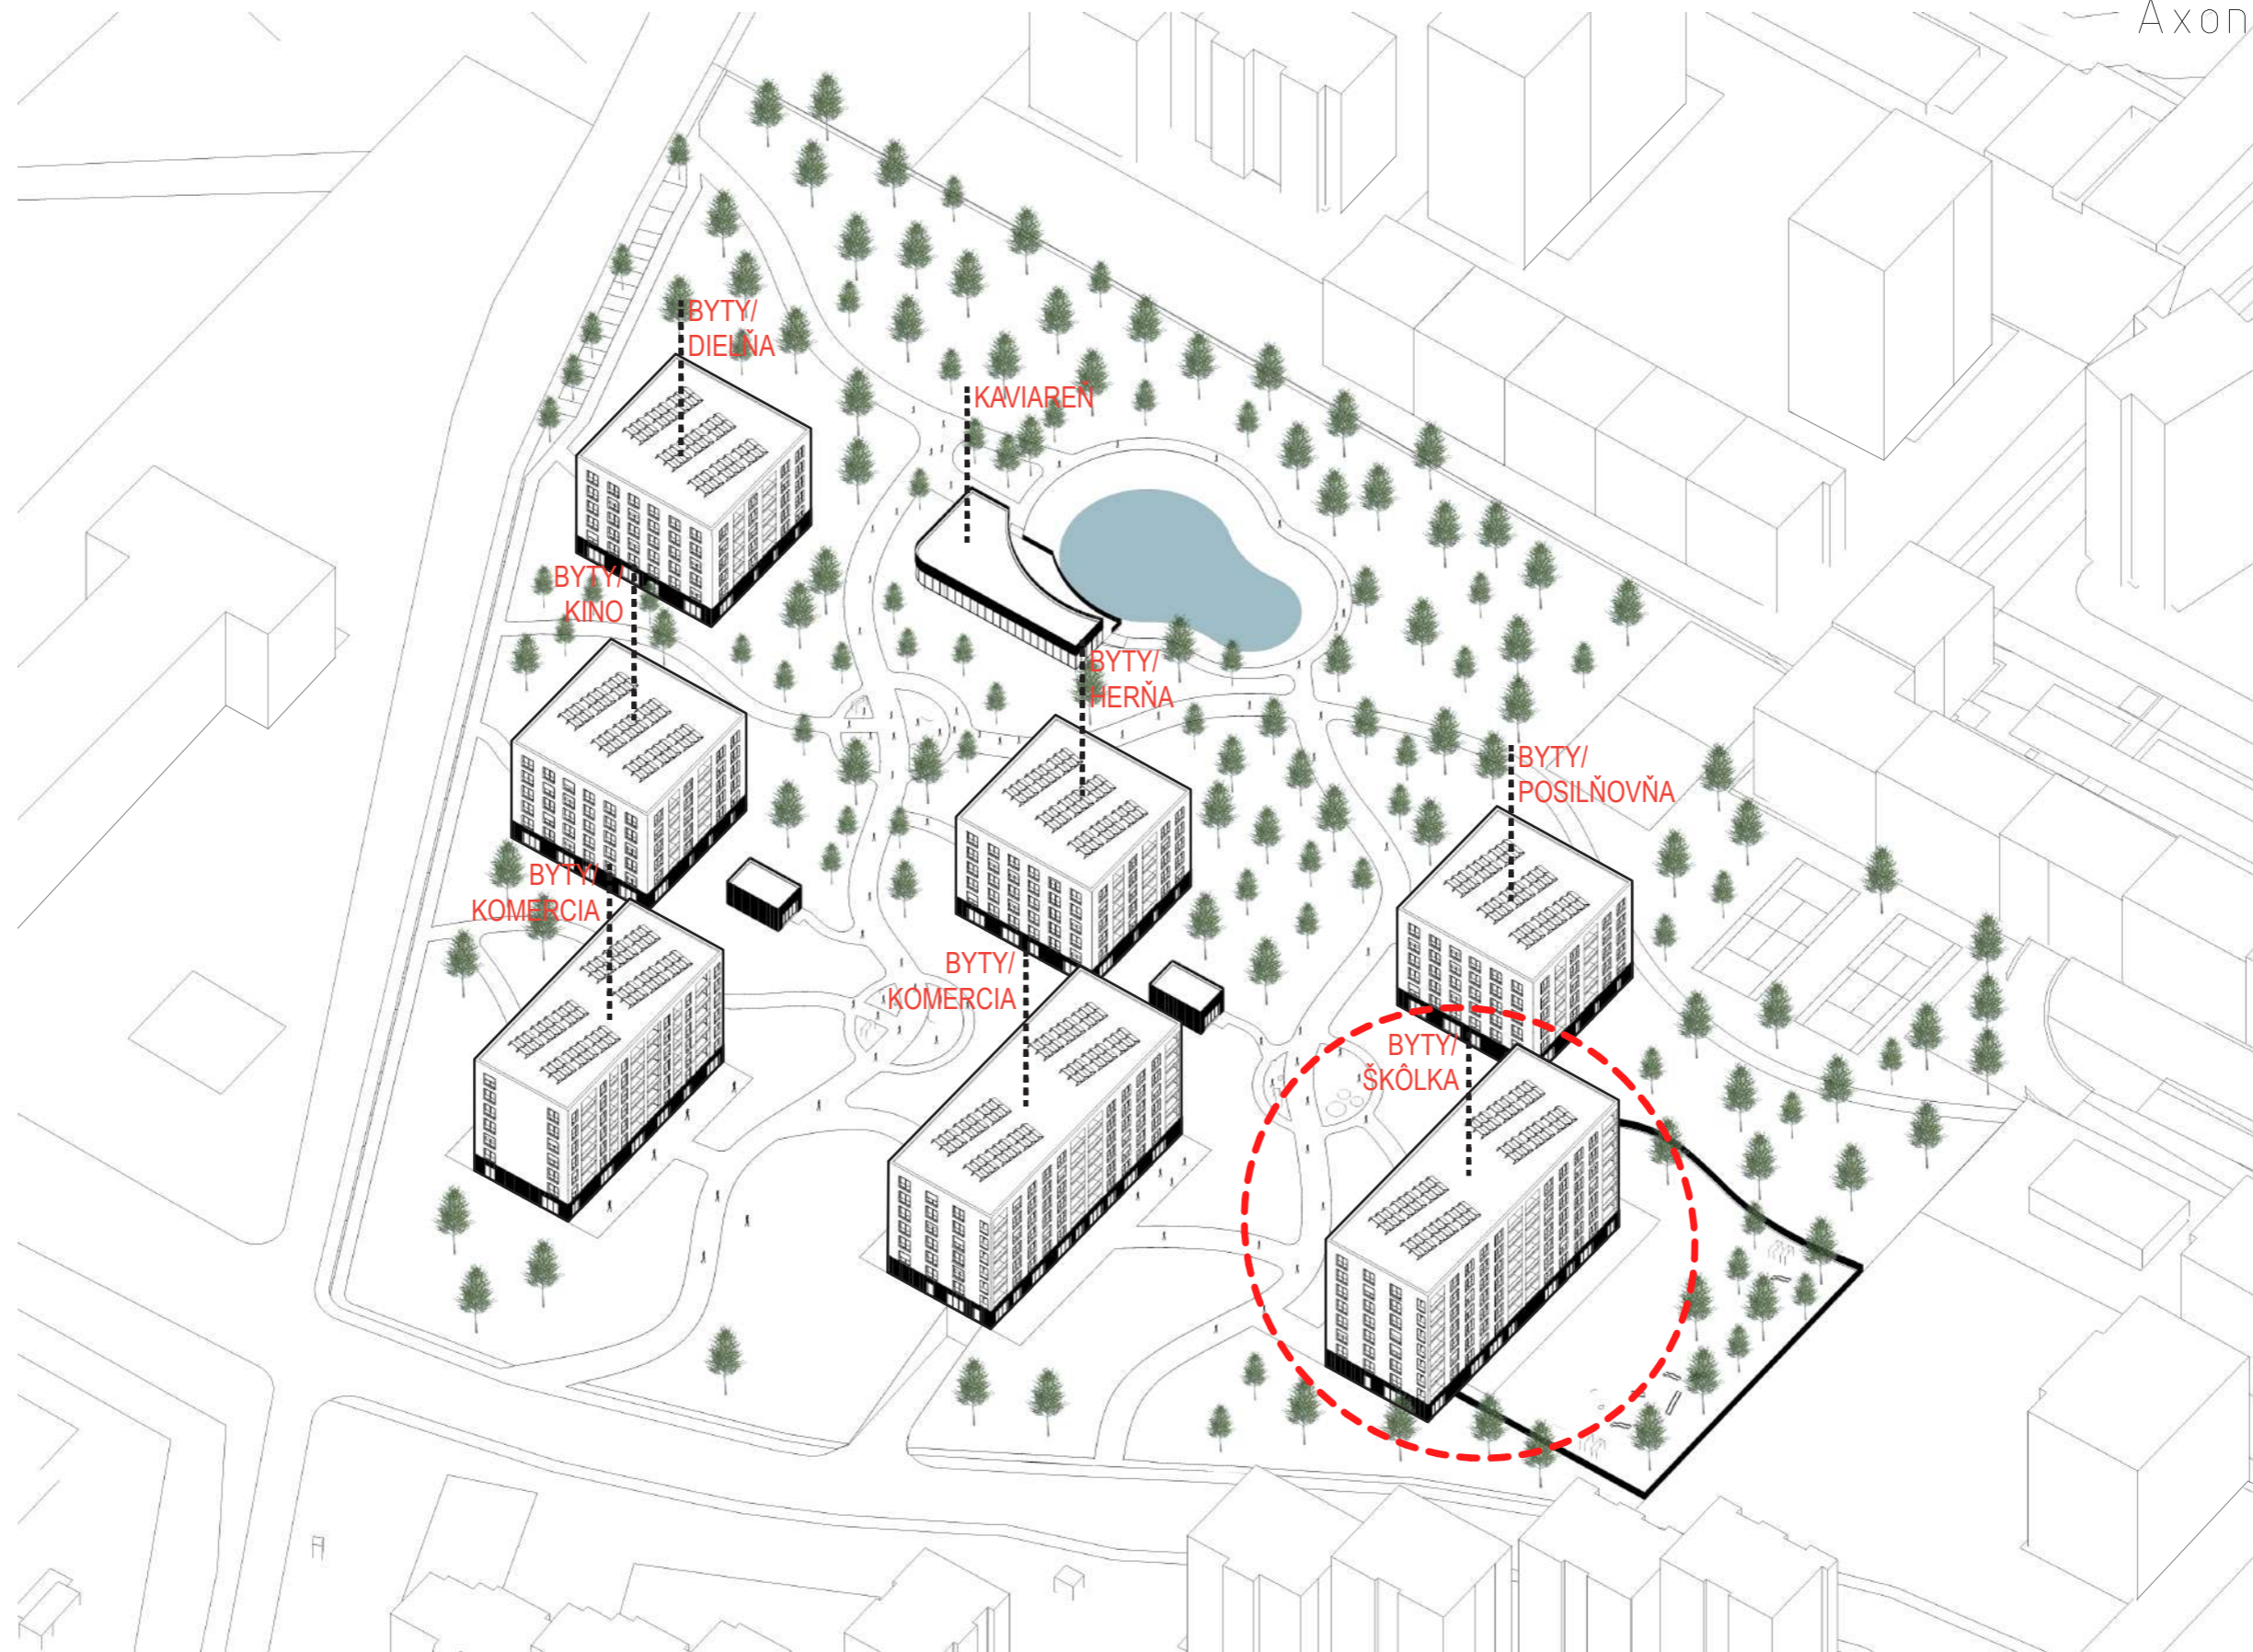 Axon
BYTY/
DIELŇA
KAVIAREŇ
BYTY/
KINO
BYTY/
HERŇA
BYTY/
POSILŇOVŇA
BYTY/
KOMERCIA
BYTY/
KOMERCIA
BYTY/
ŠKÔLKA